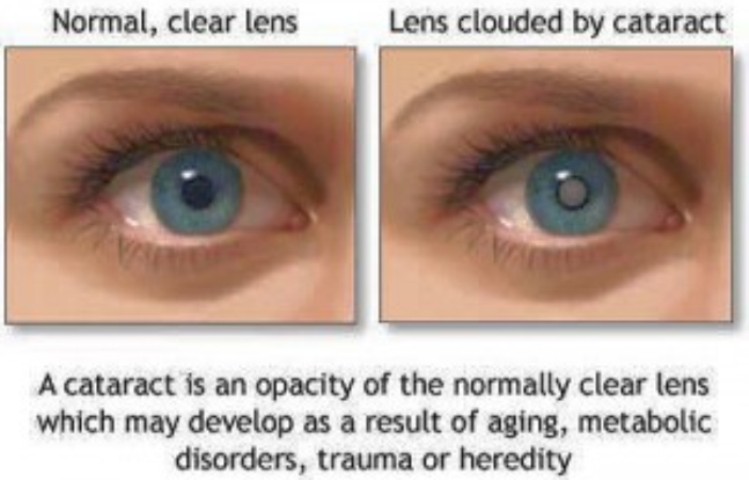 Normal, clear lens
Lens clouded by cataract
A cataract is an opacity of the normally clear lens
which may develop as a result of aging, metabolic
disorders, trauma or heredity